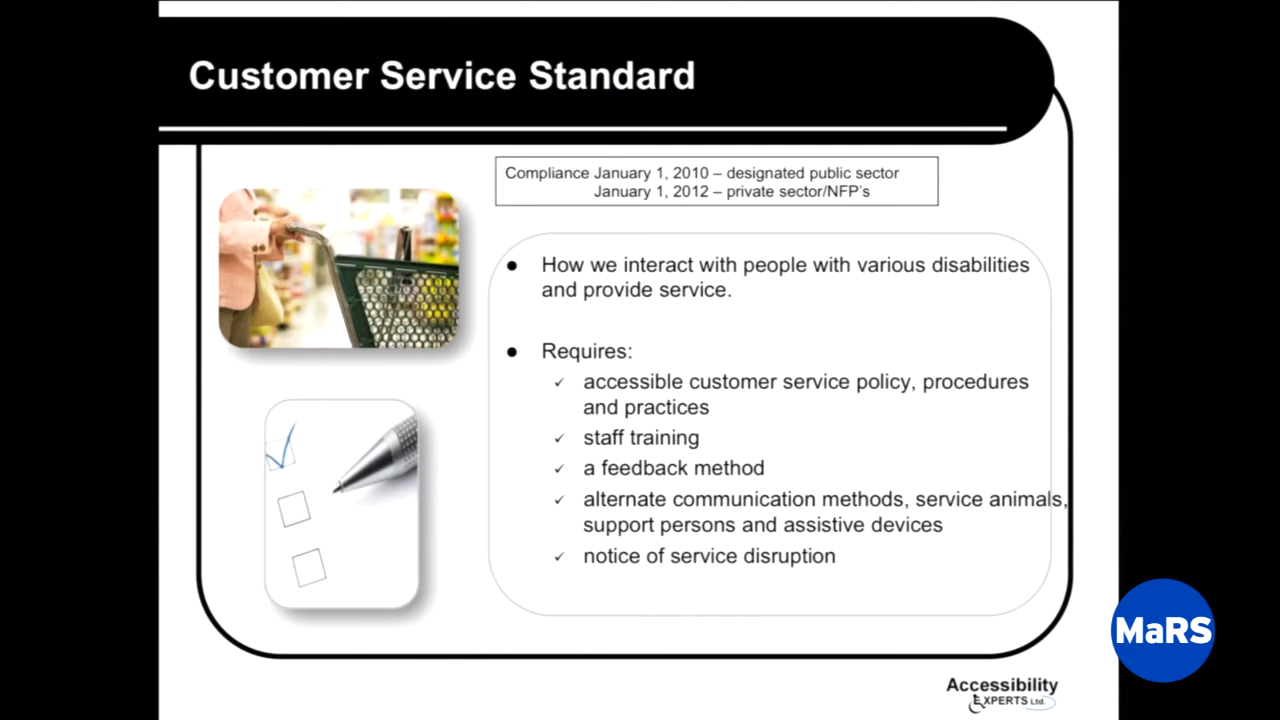 Customer Service Standard
Compliance January 1, 2010 – designated public sector
January 1, 2012 – private sector/NFP's
● How we interact with people with various disabilities
and provide service.
● Requires:
✓ accessible customer service policy, procedures
and practices
✓ staff training
✓ a feedback method
✓ alternate communication methods, service animals,
support persons and assistive devices
✓ notice of service disruption
MaRS
Accessibility
EXPERTS Ltd.